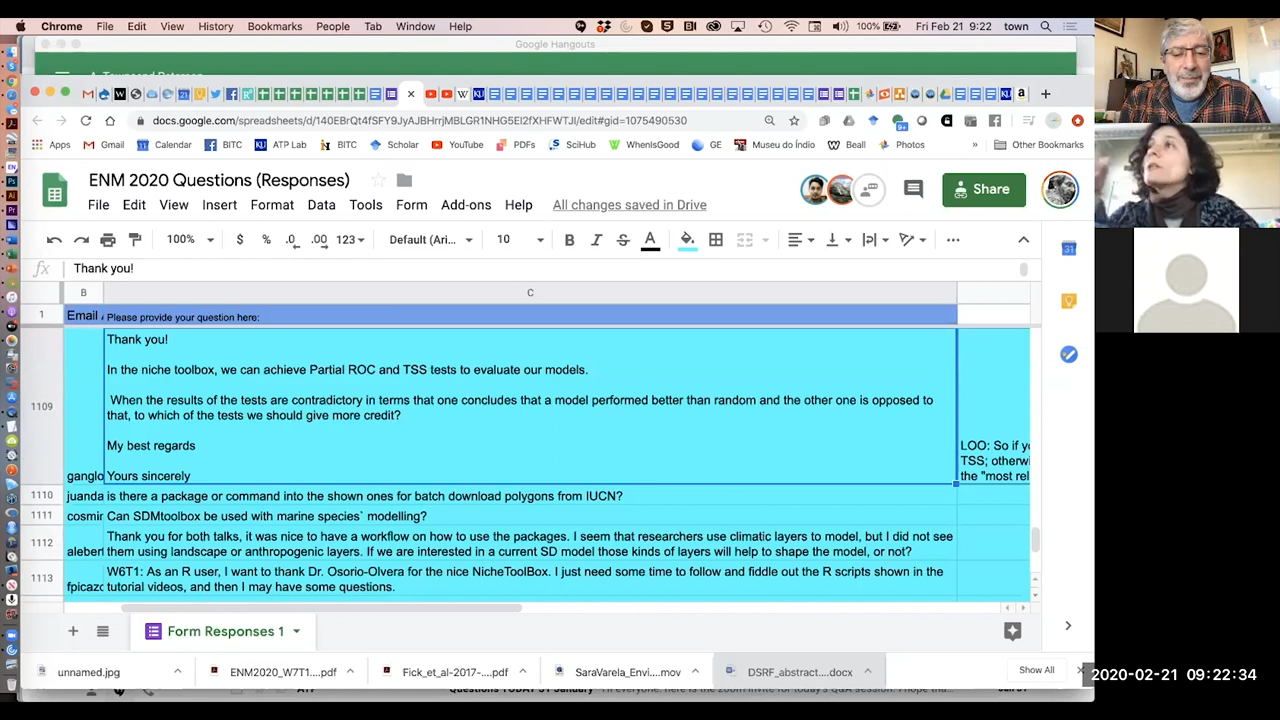 Chrome File Edit View History Bookmarks People Tab Window Help 100% Fri Feb 21 9:22 town
Google Hangouts
docs.google.com/spreadsheets/d/140EBrQt4fSFY9JyAJBHrrjMBLGR1NHG5EI2fXHFWTJI/edit#gid=1075490530
Apps Gmail Calendar BITC ATP Lab BITC Scholar YouTube PDFs SciHub WhenIsGood GE Museu do Índio Beall Photos » Other Bookmarks
ENM 2020 Questions (Responses)
Share
File Edit View Insert Format Data Tools Form Add-ons Help All changes saved in Drive
100% $ % .0 .00 123 Default (Ari... 10 B I S A
fx Thank you!
B C
1 Email Please provide your question here:
Thank you!
In the niche toolbox, we can achieve Partial ROC and TSS tests to evaluate our models.
When the results of the tests are contradictory in terms that one concludes that a model performed better than random and the other one is opposed to
1109
that, to which of the tests we should give more credit?
My best regards LOO: So if yo
TSS; otherwi
ganglo Yours sincerely the "most rel
1110 juanda is there a package or command into the shown ones for batch download polygons from IUCN?
1111 cosmin Can SDMtoolbox be used with marine species` modelling?
Thank you for both talks, it was nice to have a workflow on how to use the packages. I seem that researchers use climatic layers to model, but I did not see
1112 aleber them using landscape or anthropogenic layers. If we are interested in a current SD model those kinds of layers will help to shape the model, or not?
W6T1: As an R user, I want to thank Dr. Osorio-Olvera for the nice NicheToolBox. I just need some time to follow and fiddle out the R scripts shown in the
1113 fpicazo tutorial videos, and then I may have some questions.
Form Responses 1
unnamed.jpg ENM2020_W7T1....pdf Fick_et_al-2017-....pdf SaraVarela_Envi....mov DSRF_abstract....docx Show All
Questions TODAY 31 January
2020-02-21 09:22:34